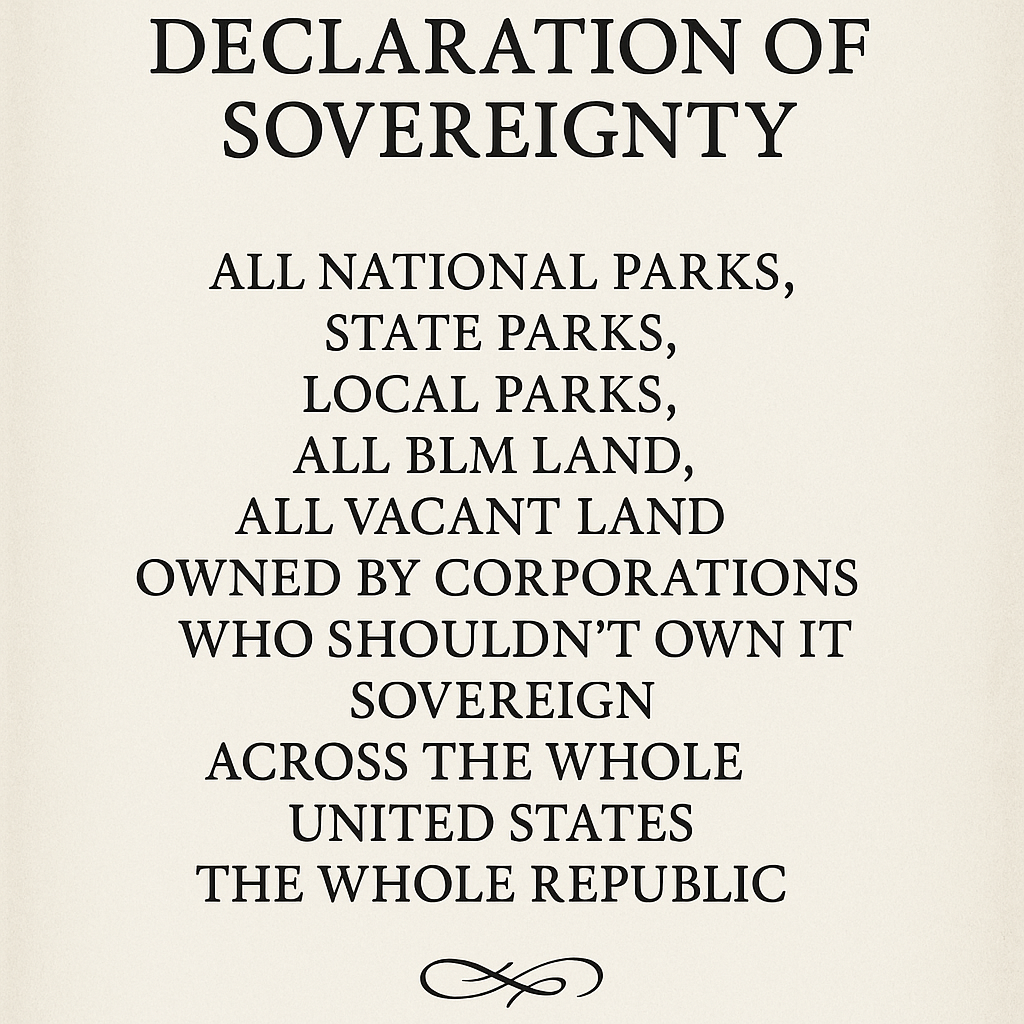 DECLARATION OF
SOVEREIGNTY
ALL NATIONAL PARKS,
STATE PARKS,
LOCAL PARKS,
ALL BLM LAND,
ALL VACANT LAND
OWNED BY CORPORATIONS
WHO SHOULDN’T OWN IT
SOVEREIGN
ACROSS THE WHOLE
UNITED STATES
THE WHOLE REPUBLIC